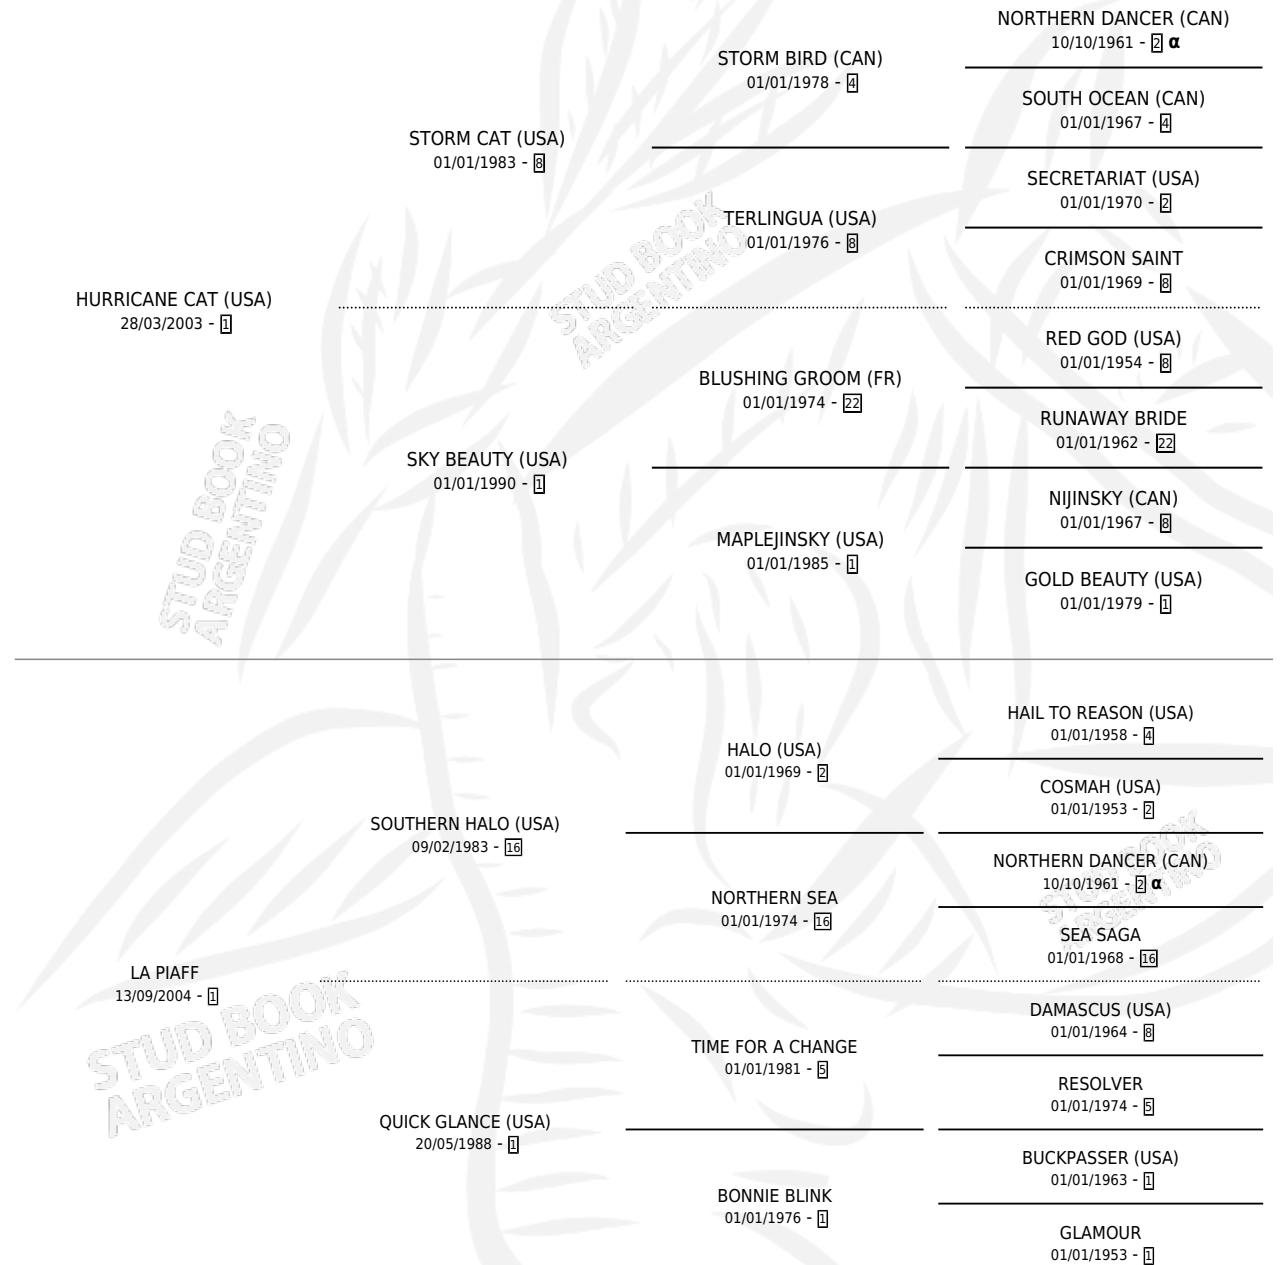 NORTHERN DANCER (CAN)
10/10/1961 - 2 α
STORM BIRD (CAN)
01/01/1978 - 4
SOUTH OCEAN (CAN)
01/01/1967 - 4
STORM CAT (USA)
01/01/1983 - 8
SECRETARIAT (USA)
01/01/1970 - 2
TERLINGUA (USA)
01/01/1976 - 8
CRIMSON SAINT
01/01/1969 - 8
HURRICANE CAT (USA)
28/03/2003 - 1
RED GOD (USA)
01/01/1954 - 8
BLUSHING GROOM (FR)
01/01/1974 - 22
RUNAWAY BRIDE
01/01/1962 - 22
SKY BEAUTY (USA)
01/01/1990 - 1
NIJINSKY (CAN)
01/01/1967 - 8
MAPLEJINSKY (USA)
01/01/1985 - 1
GOLD BEAUTY (USA)
01/01/1979 - 1
HAIL TO REASON (USA)
01/01/1958 - 4
HALO (USA)
01/01/1969 - 2
COSMAH (USA)
01/01/1953 - 2
SOUTHERN HALO (USA)
09/02/1983 - 16
NORTHERN DANCER (CAN)
10/10/1961 - 2 α
NORTHERN SEA
01/01/1974 - 16
SEA SAGA
01/01/1968 - 16
LA PIAFF
13/09/2004 - 1
DAMASCUS (USA)
01/01/1964 - 8
TIME FOR A CHANGE
01/01/1981 - 5
RESOLVER
01/01/1974 - 5
QUICK GLANCE (USA)
20/05/1988 - 1
BUCKPASSER (USA)
01/01/1963 - 1
BONNIE BLINK
01/01/1976 - 1
GLAMOUR
01/01/1953 - 1
STUD BOOK
ARGENTINO
STUD BOOK
ARGENTINO
STUD BOOK
ARGENTINO
STUD BOOK
ARGENTINO